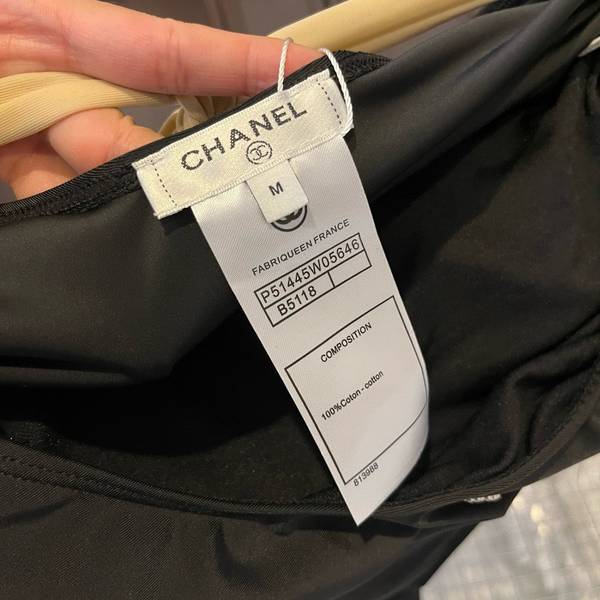 CHANEL
M
FABRIQUEEN FRANCE
P51445W05646
B5118
COMPOSITION
100%Coton - cotton
813988